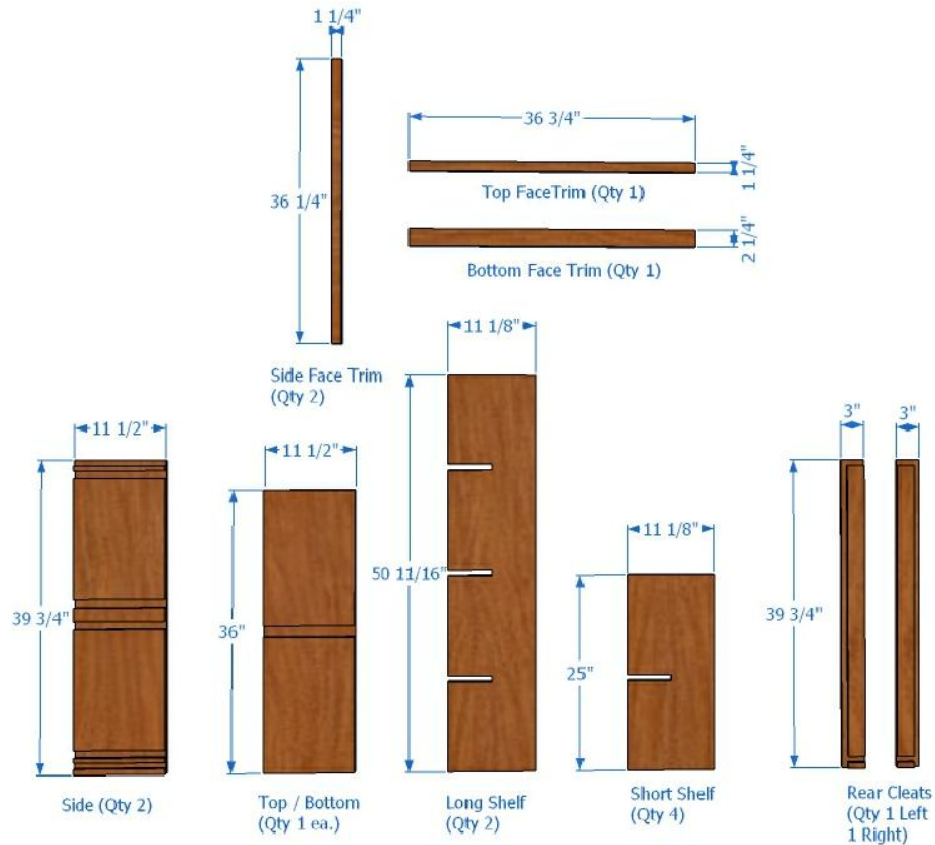 1 1/4"
36 1/4"
Side Face Trim
(Qty 2)
36 3/4"
1 1/4"
Top FaceTrim (Qty 1)
2 1/4"
Bottom Face Trim (Qty 1)
11 1/2"
39 3/4"
Side (Qty 2)
11 1/2"
36"
Top / Bottom
(Qty 1 ea.)
11 1/8"
50 11/16"
Long Shelf
(Qty 2)
11 1/8"
25"
Short Shelf
(Qty 4)
3"
3"
39 3/4"
Rear Cleats
(Qty 1 Left
1 Right)